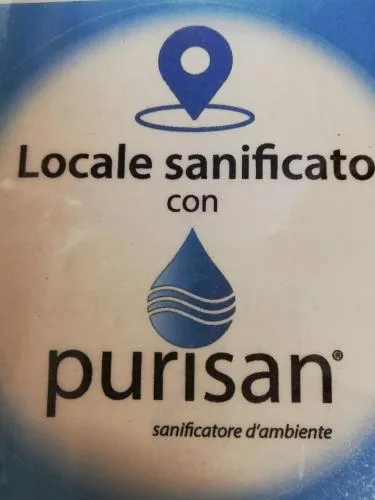 Locale sanificato
con
purisan®
sanificatore d'ambiente